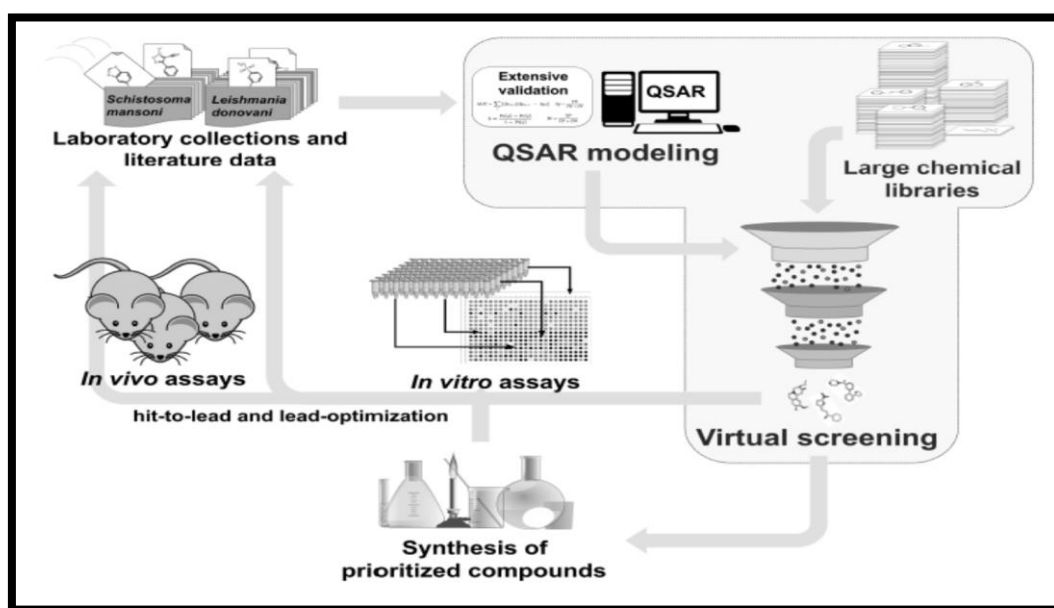 Schistosoma
mansoni
Leishmania
donovani
Laboratory collections and
literature data
Extensive
validation
QSAR
QSAR modeling
Large chemical
libraries
In vivo assays
In vitro assays
hit-to-lead and lead-optimization
Virtual screening
Synthesis of
prioritized compounds